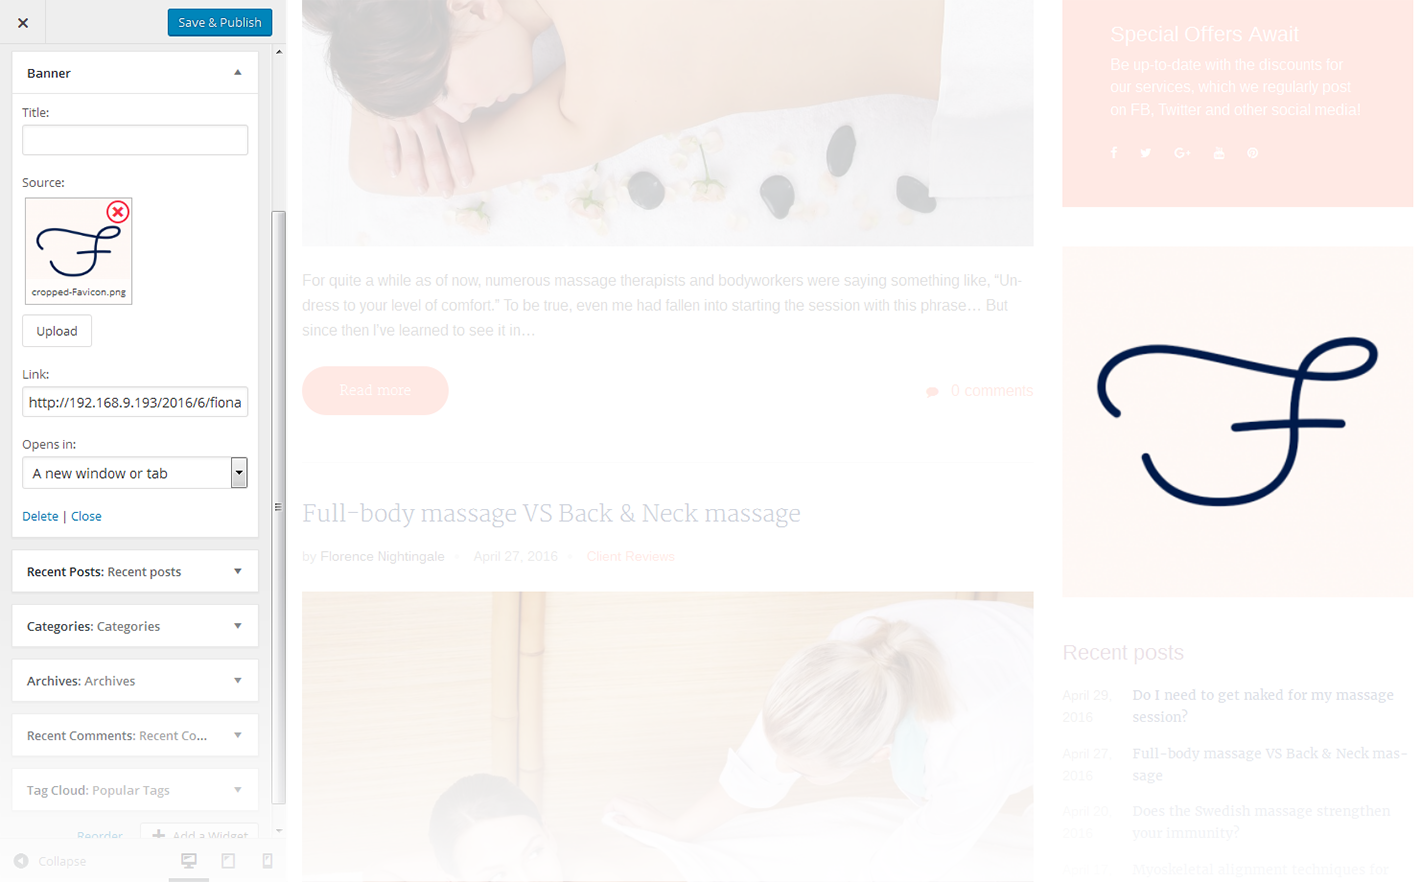 Save & Publish
Banner
Title:
Source:
cropped-Favicon.png
Upload
Link:
http://192.168.9.193/2016/6/fiona
Opens in:
A new window or tab
Delete | Close
Recent Posts: Recent posts
Categories: Categories
Archives: Archives
Recent Comments: Recent Co...
Tag Cloud: Popular Tags
Reorder
Add a Widget
Collapse
For quite a while as of now, numerous massage therapists and bodyworkers were saying something like, “Un-
dress to your level of comfort.” To be true, even me had fallen into starting the session with this phrase… But
since then I’ve learned to see it in…
Read more
0 comments
Full-body massage VS Back & Neck massage
by Florence Nightingale
April 27, 2016
Client Reviews
Special Offers Await
Be up-to-date with the discounts for
our services, which we regularly post
on FB, Twitter and other social media!
Recent posts
April 29,
2016
Do I need to get naked for my massage
session?
April 27,
2016
Full-body massage VS Back & Neck mas-
sage
April 20,
2016
Does the Swedish massage strengthen
your immunity?
Myoskeletal alignment techniques for